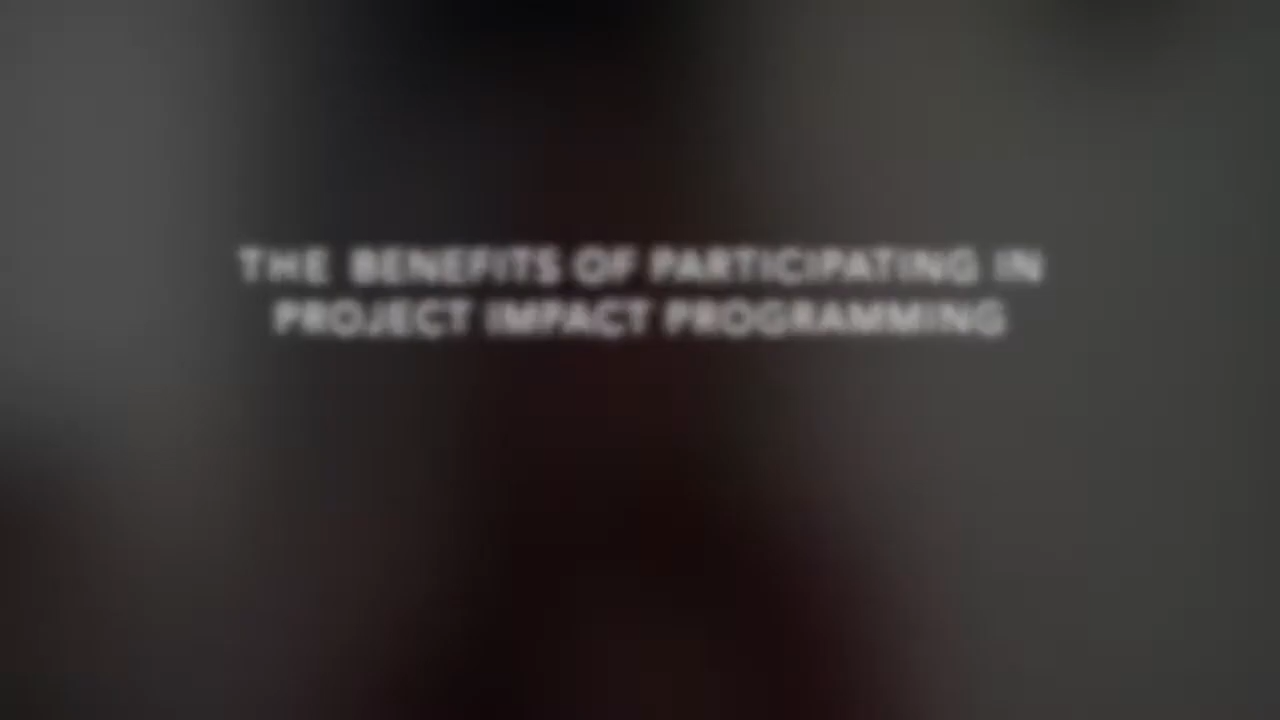 THE BENEFITS OF PARTICIPATING IN
PROJECT IMPACT PROGRAMMING